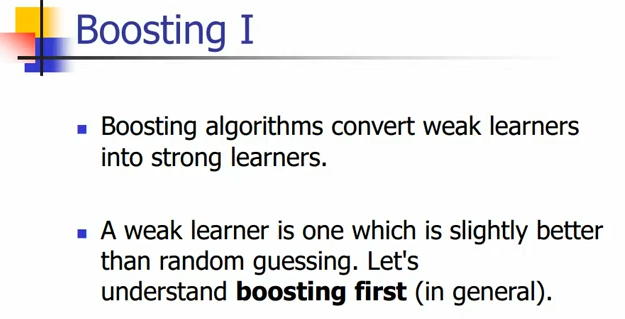 Boosting I
Boosting algorithms convert weak learners
into strong learners.
A weak learner is one which is slightly better
than random guessing. Let's
understand boosting first (in general).